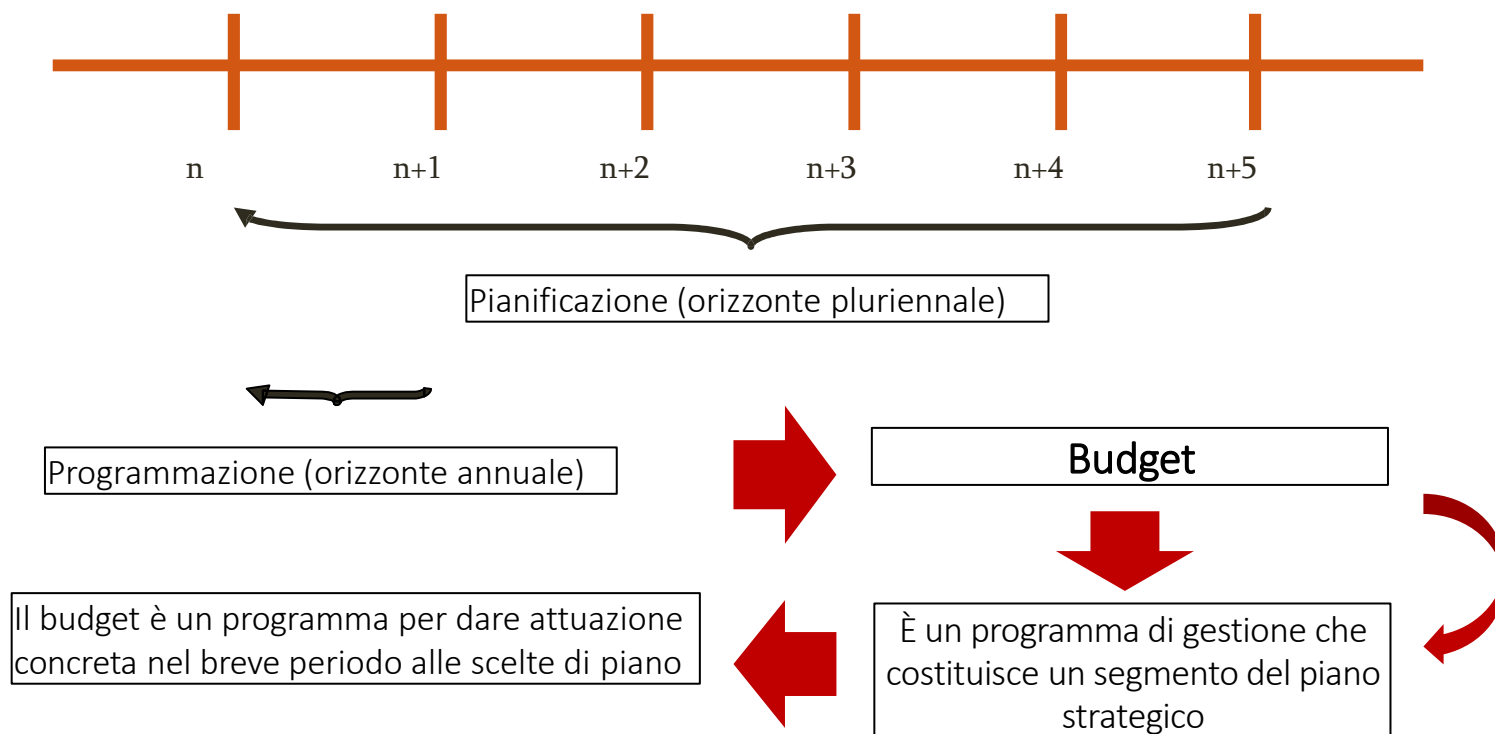 n n+1 n+2 n+3 n+4 n+5
Pianificazione (orizzonte pluriennale)
Programmazione (orizzonte annuale)
Budget
Il budget è un programma per dare attuazione
concreta nel breve periodo alle scelte di piano
È un programma di gestione che
costituisce un segmento del piano
strategico